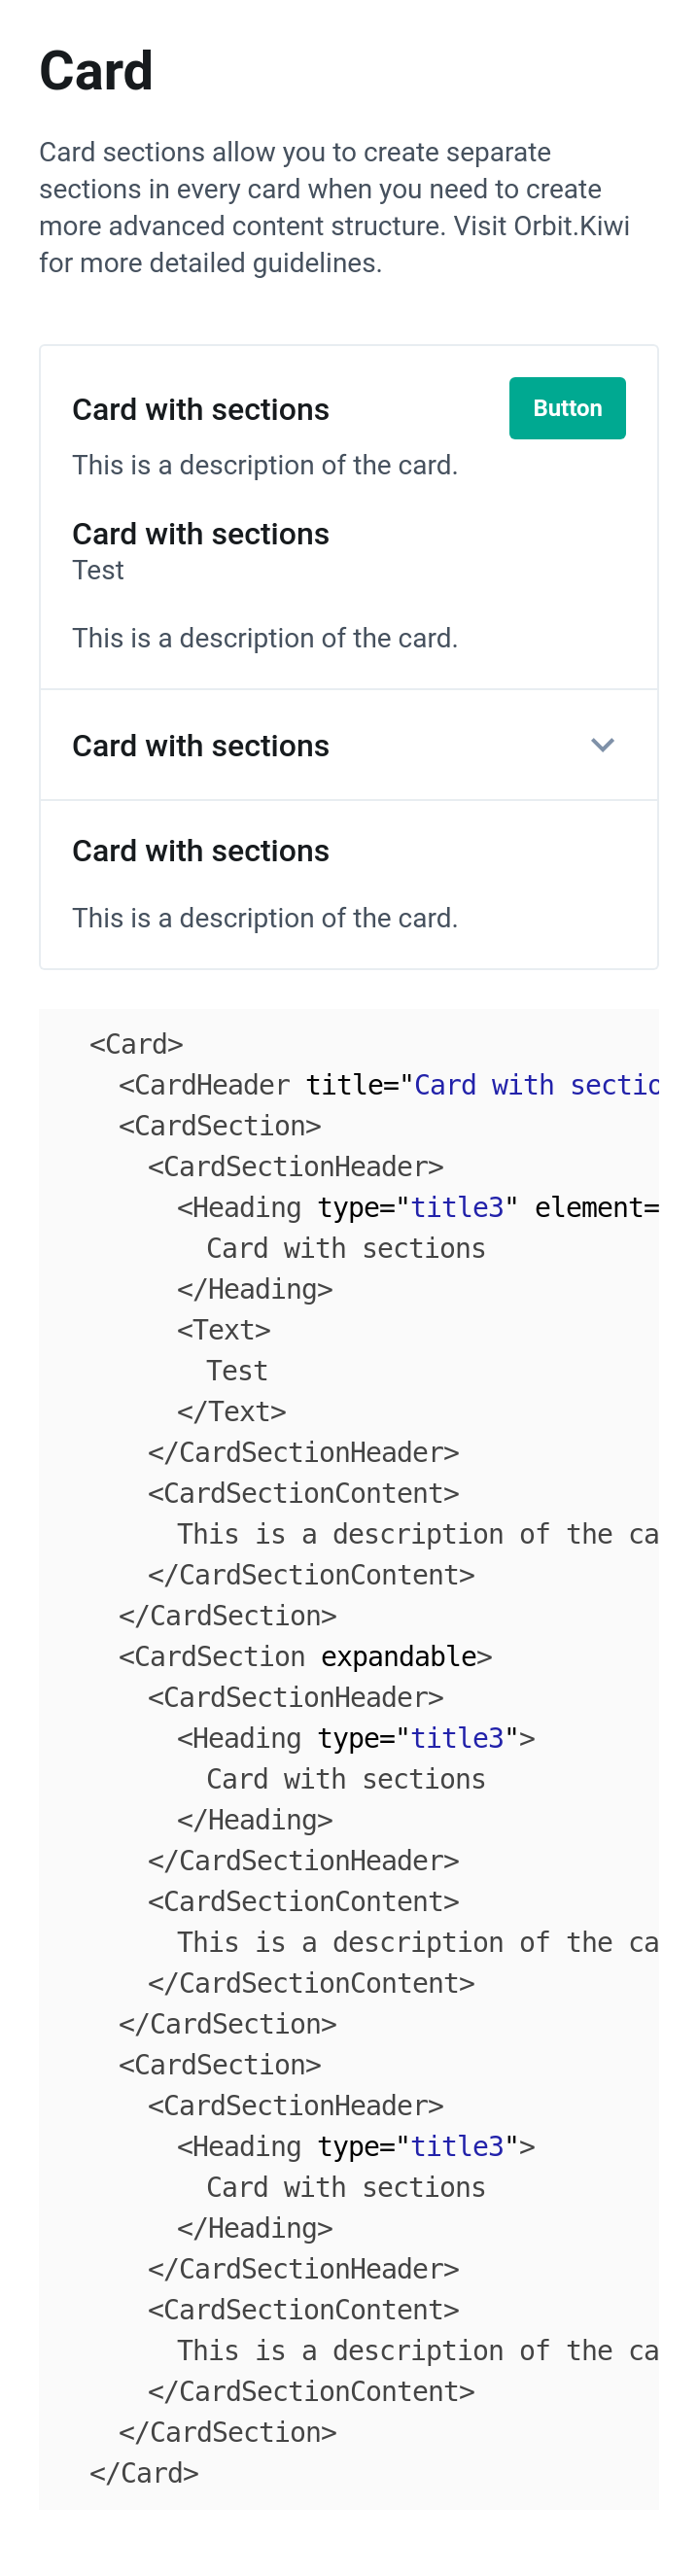 Card
Card sections allow you to create separate
sections in every card when you need to create
more advanced content structure. Visit Orbit.Kiwi
for more detailed guidelines.
Card with sections
Button
This is a description of the card.
Card with sections
Test
This is a description of the card.
Card with sections
Card with sections
This is a description of the card.
<Card>
<CardHeader title="Card with sectio
<CardSection>
<CardSectionHeader>
<Heading type="title3" element=
Card with sections
</Heading>
<Text>
Test
</Text>
</CardSectionHeader>
<CardSectionContent>
This is a description of the ca
</CardSectionContent>
</CardSection>
<CardSection expandable>
<CardSectionHeader>
<Heading type="title3">
Card with sections
</Heading>
</CardSectionHeader>
<CardSectionContent>
This is a description of the ca
</CardSectionContent>
</CardSection>
<CardSection>
<CardSectionHeader>
<Heading type="title3">
Card with sections
</Heading>
</CardSectionHeader>
<CardSectionContent>
This is a description of the ca
</CardSectionContent>
</CardSection>
</Card>